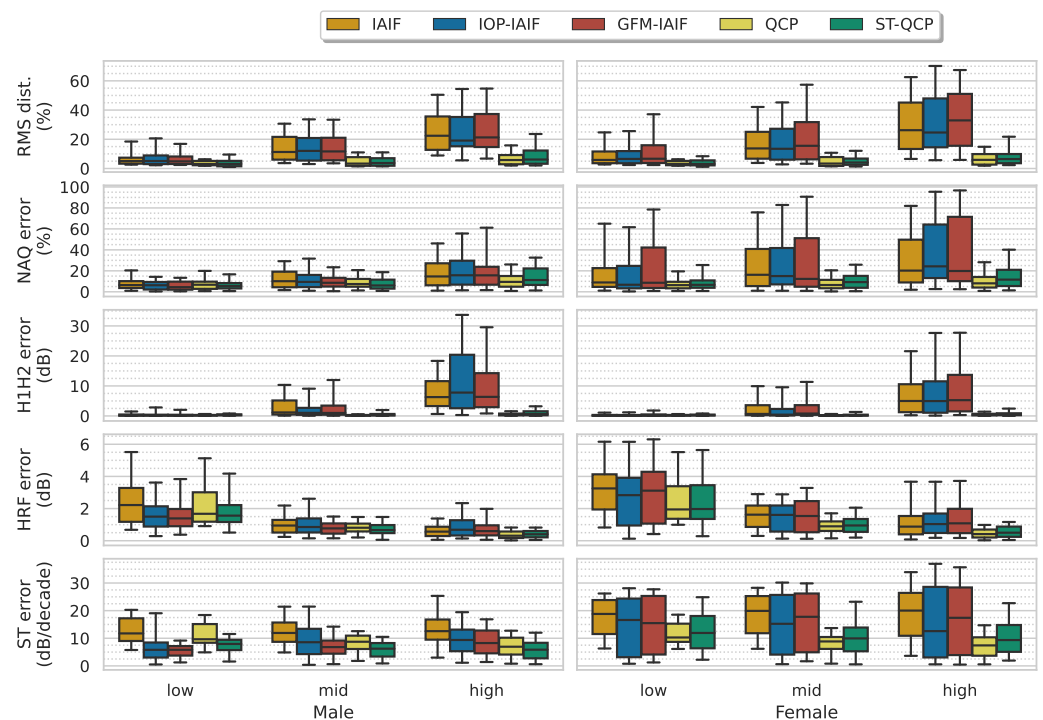 IAIF IOP-IAIF GFM-IAIF QCP ST-QCP
RMS dist.
(%)
60
40
20
0
NAQ error
(%)
100
80
60
40
20
0
H1H2 error
(dB)
30
20
10
0
HRF error
(dB)
6
4
2
0
ST error
(dB/decade)
30
20
10
0
low mid high low mid high
Male Female